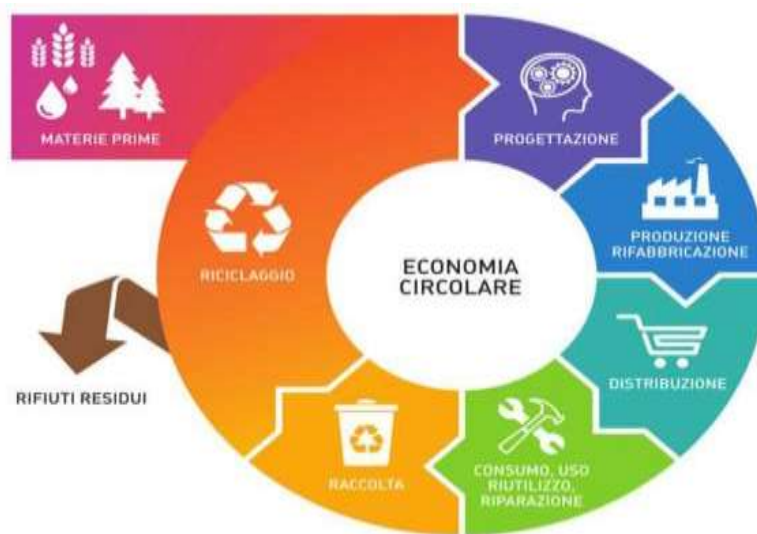 MATERIE PRIME
PROGETTAZIONE
PRODUZIONE
RIFABBRICAZIONE
ECONOMIA
CIRCOLARE
RICICLAGGIO
DISTRIBUZIONE
RIFIUTI RESIDUI
CONSUMO, USO
RIUTILIZZO,
RIPARAZIONE
RACCOLTA